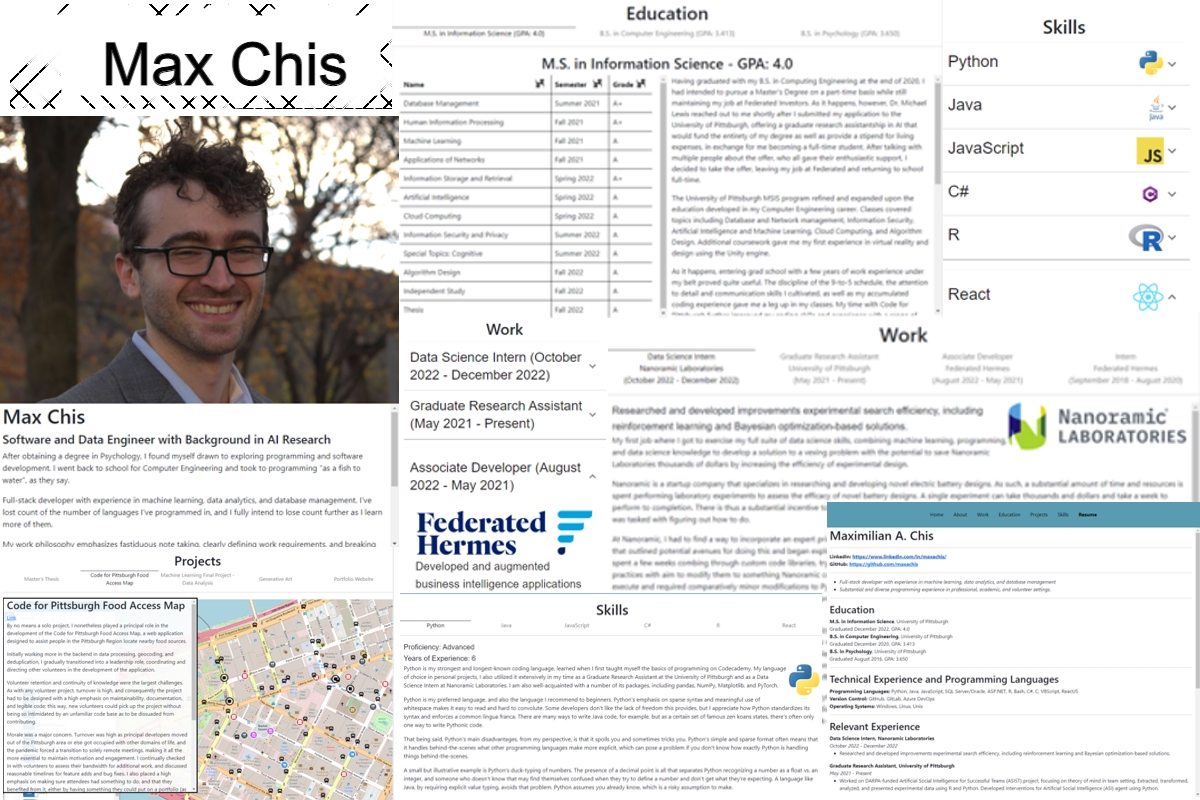 Max Chis
Max Chis
Software and Data Engineer with Background in AI Research
After obtaining a degree in Psychology, I found myself drawn to exploring programming and software
development. I went back to school for Computer Engineering and took to programming "as a fish to
water", as they say.
Full-stack developer with experience in machine learning, data analytics, and database management. I've
lost count of the number of languages I've programmed in, and I fully intend to lose count further as I learn
more of them.
My work philosophy emphasizes fastidious note taking, clearly defining work requirements, and breaking
Projects
Master's Thesis
Code for Pittsburgh Food
Access Map
Machine Learning Final Project -
Data Analysis
Generative Art
Portfolio Website
Code for Pittsburgh Food Access Map
Link
By no means a solo project, I nonetheless played a principal role in the
development of the Code for Pittsburgh Food Access Map, a web application
designed to assist people in the Pittsburgh Region locate nearby food sources.
Initially working more in the backend in data processing, geocoding, and
deduplication, I gradually transitioned into a leadership role, coordinating and
directing other volunteers in the development of the application.
Volunteer retention and continuity of knowledge were the largest challenges.
As with any volunteer project, turnover is high, and consequently the project
had to be designed with a high emphasis on maintainability, documentation,
and legible code; this way, new volunteers could pick up the project without
being so intimidated by an unfamiliar code base as to be dissuaded from
contributing.
Morale was a major concern. Turnover was high as principal developers moved
out of the area or else got occupied with other domains of life, and
the pandemic forced a transition to solely remote meetings, making it all the
more essential to maintain motivation and engagement. I continually worked
with volunteers to assess their bandwidth for additional work, and discussed
reasonable timelines for feature adds and bug fixes. I also placed a high
emphasis on making sure attendees had something to do, and that they
benefited from it, either by having something they could put on a portfolio (as
Education
M.S. in Information Science (GPA: 4.0)
B.S. in Computer Engineering (GPA: 3.413)
B.S. in Psychology (GPA: 3.650)
M.S. in Information Science - GPA: 4.0
Name Semester Grade
Database Management Summer 2021 A+
Human Information Processing Fall 2021 A+
Machine Learning Fall 2021 A
Applications of Networks Fall 2021 A
Information Storage and Retrieval Spring 2022 A+
Artificial Intelligence Spring 2022 A
Cloud Computing Spring 2022 A
Information Security and Privacy Summer 2022 A
Special Topics: Cognitive Summer 2022 A
Algorithm Design Fall 2022 A
Independent Study Fall 2022 A
Thesis Fall 2022 A
Having graduated with my B.S. in Computing Engineering at the end of 2020, I
had intended to pursue a Master's Degree on a part-time basis while still
maintaining my job at Federated Investors. As it happens, however, Dr. Michael
Lewis reached out to me shortly after I submitted my application to the
University of Pittsburgh, offering a graduate research assistantship in AI that
would fund the entirety of my degree as well as provide a stipend for living
expenses, in exchange for me becoming a full-time student. After talking with
multiple people about the offer, who all gave their enthusiastic support, I
decided to take the offer, leaving my job at Federated and returning to school
full-time.
The University of Pittsburgh MSIS program refined and expanded upon the
education developed in my Computer Engineering career: Classes covered
topics including Database and Network management, Information Security,
Artificial Intelligence and Machine Learning, Cloud Computing, and Algorithm
Design. Additional coursework gave my first experience in virtual reality and
design using the Unity engine.
As it happens, entering grad school with a few years of work experience under
my belt proved quite useful. The discipline of the 9-to-5 schedule, the attention
to detail and communication skills I cultivated, as well as my accumulated
coding experience gave me a leg up in my classes. My time with Code for
Skills
Python
Java
JavaScript
JS
C#
R
React
Work
Data Science Intern (October
2022 - December 2022)
Graduate Research Assistant
(May 2021 - Present)
Associate Developer (August
2022 - May 2021)
Federated
Hermes
Developed and augmented
business intelligence applications
Work
Data Science Intern
Nanoramic Laboratories
(October 2022 - December 2022)
Graduate Research Assistant
University of Pittsburgh
(May 2021 - Present)
Associate Developer
Federated Hermes
(August 2022 - May 2021)
Intern
Federated Hermes
(September 2018 - August 2020)
Researched and developed improvements experimental search efficiency, including
reinforcement learning and Bayesian optimization-based solutions.
Nanoramic
LABORATORIES
My first job where I got to exercise my full suite of data science skills, combining machine learning, programming,
and data science knowledge to develop a solution to a vexing problem with the potential to save Nanoramic
Laboratories thousands of dollars by increasing the efficiency of experimental design.
Nanoramic is a startup company that specializes in researching and developing novel electric battery designs. As such, a substantial amount of time and resources is
spent performing laboratory experiments to assess the efficacy of novel battery designs. A single experiment can take thousands and dollars and take a week to
perform to completion. There is thus a substantial incentive
was tasked with figuring out how to do.
At Nanoramic, I had to find a way to incorporate an expert
that outlined potential avenues for doing this and began
spent a few weeks combing through custom code libraries,
practices with aim to modify them to something Nanoramic
execute and required comparatively minor modifications to
Skills
Python
Java
JavaScript
C#
R
React
Proficiency: Advanced
Years of Experience: 6
Python is my strongest and longest-known coding language, learned when I first taught myself the basics of programming on Codecademy. My language
of choice in personal projects, I also utilized it extensively in my time as a Graduate Research Assistant at the University of Pittsburgh and as a Data
Science Intern at Nanoramic Laboratories. I am also well-acquainted with a number of its packages, including pandas, NumPy, Matplotlib, and PyTorch.
Python is my preferred language, and also the language I recommend to beginners. Python's emphasis on sparse syntax and meaningful use of
whitespace makes it easy to read and hard to convolute. Some developers don't like the lack of freedom this provides, but I appreciate how Python standardizes its
syntax and enforces a common lingua franca. There are many ways to write Java code, for example, but as a certain set of famous zen koans states, there's often only
one way to write Pythonic code.
That being said, Python's main disadvantages, from my perspective, is that it spoils you and sometimes tricks you. Python's simple and sparse format often means that
it handles behind-the-scenes what other programming languages make more explicit, which can pose a problem if you don't know how exactly Python is handling
things behind-the-scenes.
A small but illustrative example is Python's duck-typing of numbers. The presence of a decimal point is all that separates Python recognizing a number as a float vs. an
integer, and someone who doesn't know that may find themselves confused when they try to define a number and don't get what they're expecting. A language like
Java, by requiring explicit value typing, avoids that problem. Python assumes you already know, which is a risky assumption to make.
Home About Work Education Projects Skills Resume
Maximilian A. Chis
LinkedIn: https://www.linkedin.com/in/maxachis/
GitHub: https://github.com/maxachis
Full-stack developer with experience in machine learning, data analytics, and database management
Substantial and diverse programming experience in professional, academic, and volunteer settings.
Education
M.S. in Information Science, University of Pittsburgh
Graduated December 2022, GPA: 4.0
B.S. in Computer Engineering, University of Pittsburgh
Graduated December 2020, GPA: 3.413
B.S. in Psychology, University of Pittsburgh
Graduated August 2016, GPA: 3.650
Technical Experience and Programming Languages
Programming Languages: Python, Java, JavaScript, SQL Server/Oracle, ASP.NET, R, Bash, C#, C, VBScript, ReactJS
Version Control: GitHub, GitLab, Azure DevOps
Operating Systems: Windows, Linux, Unix
Relevant Experience
Data Science Intern, Nanoramic Laboratories
October 2022 - December 2022
Researched and developed improvements experimental search efficiency, including reinforcement learning and Bayesian optimization-based solutions.
Graduate Research Assistant, University of Pittsburgh
May 2021 - Present
Worked on DARPA-funded Artificial Social Intelligence for Successful Teams (ASIST) project, focusing on theory of mind in team setting. Extracted, transformed,
analyzed, and presented experimental data using R and Python. Developed Interventions for Artificial Social Intelligence (ASI) agent using Python.